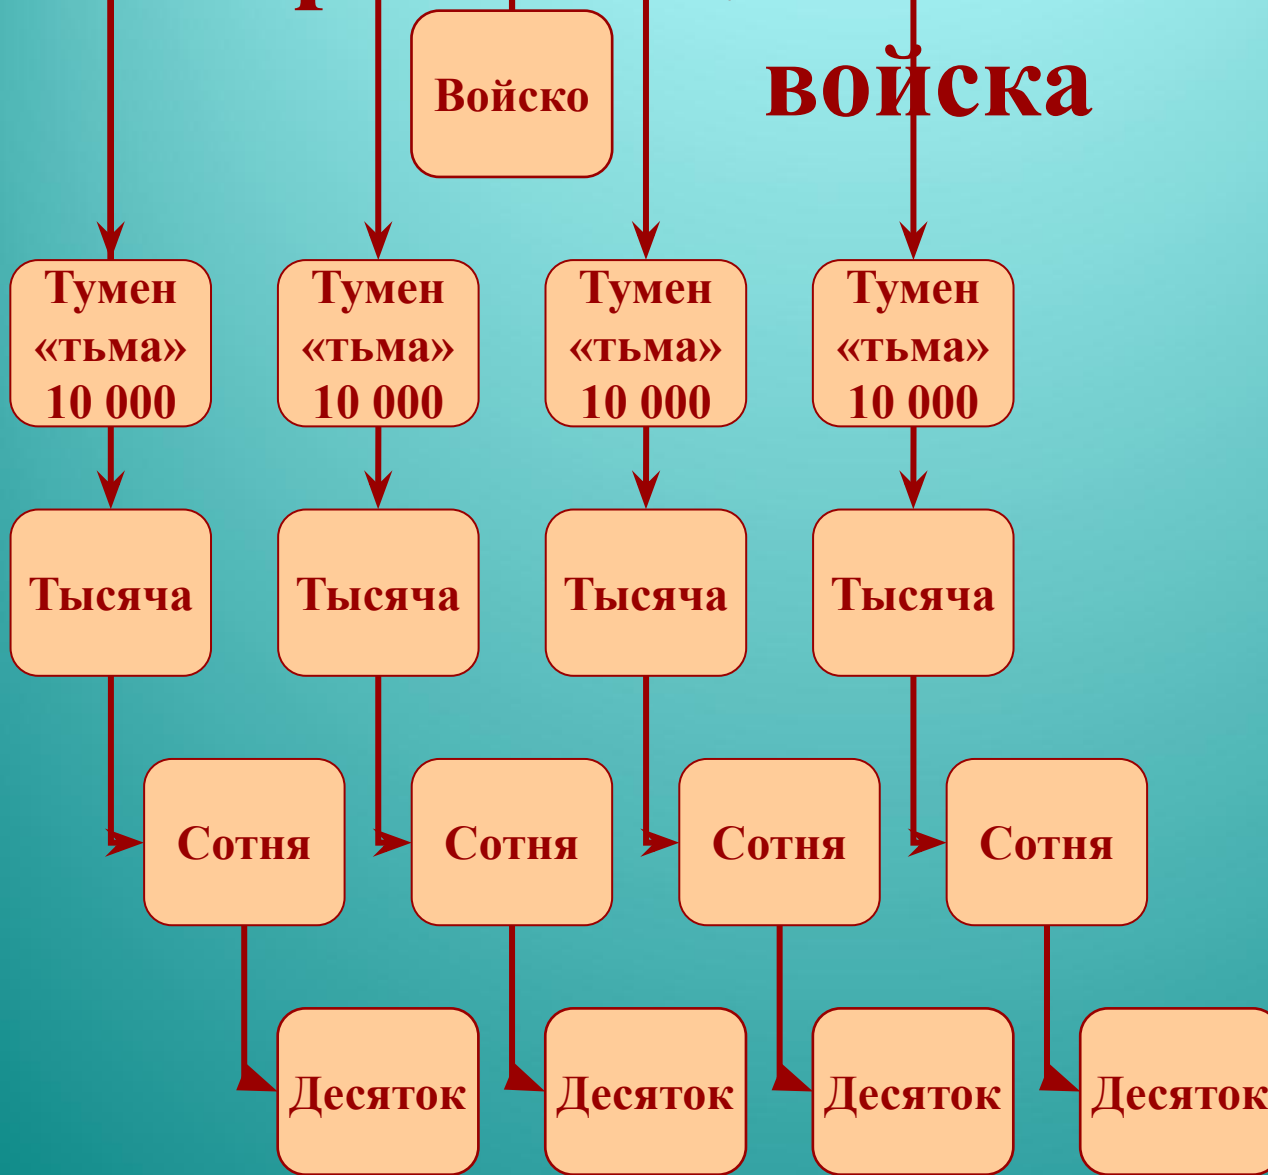 войска
Войско
Тумен Тумен Тумен Тумен
«тьма» «тьма» «тьма» «тьма»
10 000 10 000 10 000 10 000
Тысяча Тысяча Тысяча Тысяча
Сотня Сотня Сотня Сотня
Десяток Десяток Десяток Десяток